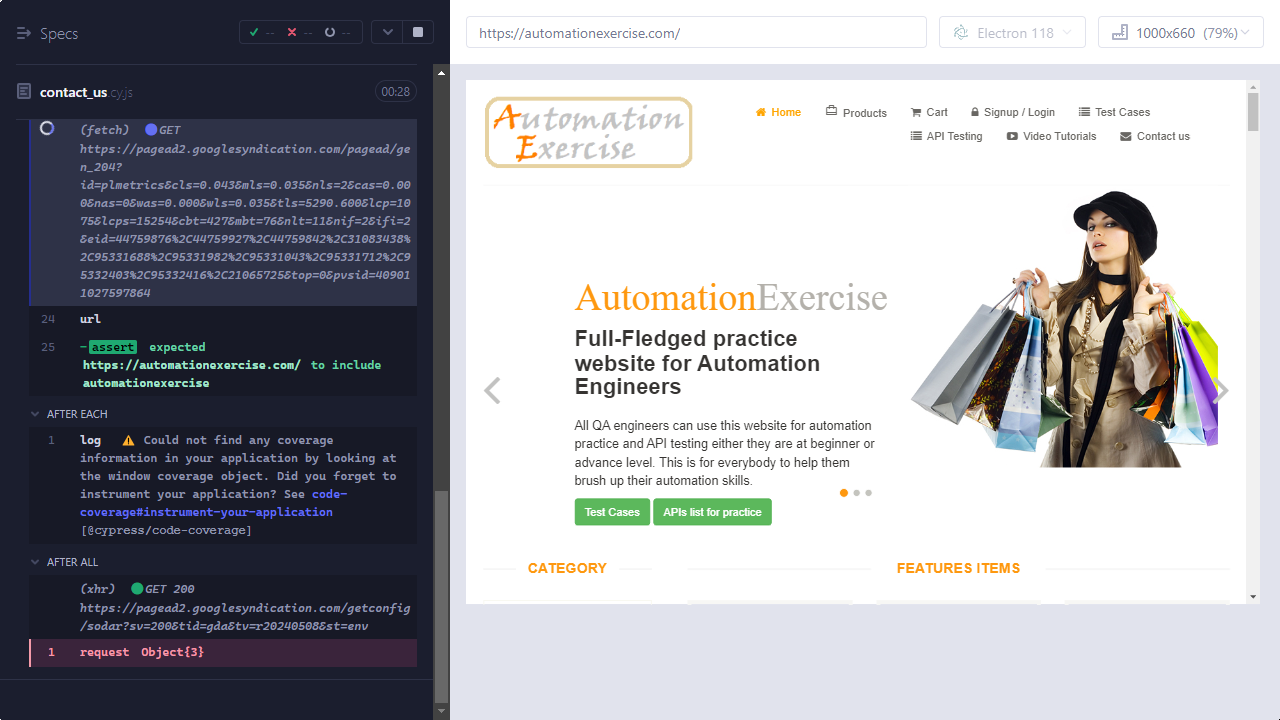 Specs
--
--
--
contact_us.cy.js
00:28
(fetch) GET
https://pagead2.googlesyndication.com/pagead/ge
n_204?
id=plmetrics&cls=0.043&mls=0.035&nls=2&cas=0.00
0&nas=0&was=0.000&wls=0.035&tls=5290.600&lcp=10
75&lcps=15254&cbt=427&mbt=76&nlt=11&nif=2&ifi=2
&eid=44759876%2C44759927%2C44759842%2C31083438%
2C95331688%2C95331982%2C95331043%2C95331712%2C9
5332403%2C95332416%2C21065725&top=0&pvsid=40901
1027597864
24 url
25 -assert expected
https://automationexercise.com/ to include
automationexercise
AFTER EACH
1 log ⚠ Could not find any coverage
information in your application by looking at
the window coverage object. Did you forget to
instrument your application? See code-
coverage#instrument-your-application
[@cypress/code-coverage]
AFTER ALL
(xhr) GET 200
https://pagead2.googlesyndication.com/getconfig
/sodar?sv=200&tid=gda&tv=r20240508&st=env
1 request Object{3}
https://automationexercise.com/
Electron 118
1000x660 (79%)
Automation
Exercise
Home
Products
Cart
Signup / Login
Test Cases
API Testing
Video Tutorials
Contact us
AutomationExercise
Full-Fledged practice
website for Automation
Engineers
All QA engineers can use this website for automation
practice and API testing either they are at beginner or
advance level. This is for everybody to help them
brush up their automation skills.
Test Cases
APIs list for practice
CATEGORY
FEATURES ITEMS